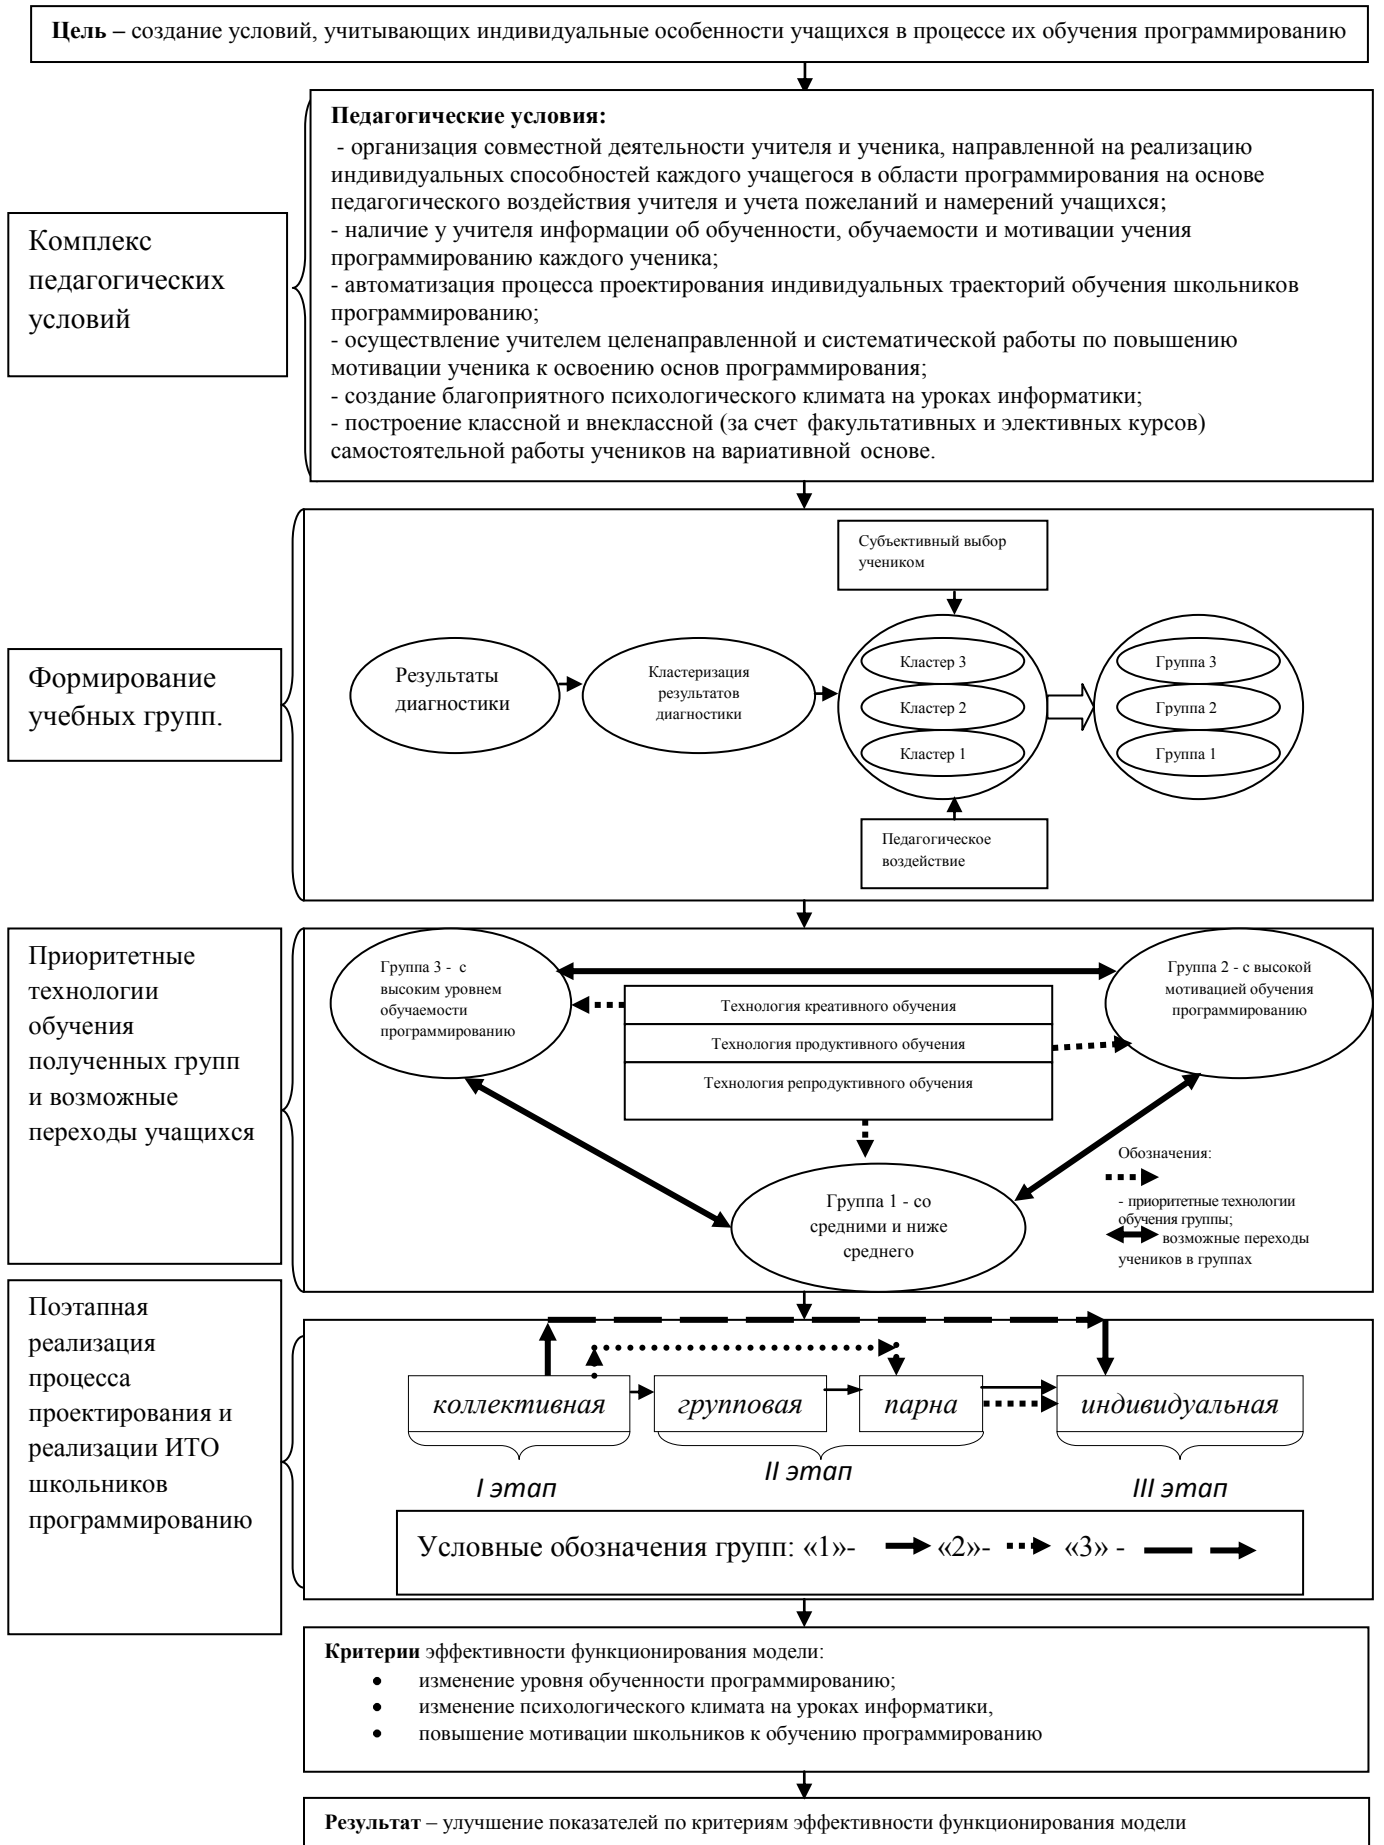 Цель – создание условий, учитывающих индивидуальные особенности учащихся в процессе их обучения программированию
Комплекс
педагогических
условий
Педагогические условия:
- организация совместной деятельности учителя и ученика, направленной на реализацию
индивидуальных способностей каждого учащегося в области программирования на основе
педагогического воздействия учителя и учета пожеланий и намерений учащихся;
- наличие у учителя информации об обученности, обучаемости и мотивации учения
программированию каждого ученика;
- автоматизация процесса проектирования индивидуальных траекторий обучения школьников
программированию;
- осуществление учителем целенаправленной и систематической работы по повышению
мотивации ученика к освоению основ программирования;
- создание благоприятного психологического климата на уроках информатики;
- построение классной и внеклассной (за счет факультативных и элективных курсов)
самостоятельной работы учеников на вариативной основе.
Формирование
учебных групп.
Субъективный выбор
учеником
Результаты
диагностики
Кластеризация
результатов
диагностики
Кластер 3
Кластер 2
Кластер 1
Группа 3
Группа 2
Группа 1
Педагогическое
воздействие
Приоритетные
технологии
обучения
полученных групп
и возможные
переходы учащихся
Группа 3 - с
высоким уровнем
обучаемости
программированию
Технология креативного обучения
Технология продуктивного обучения
Технология репродуктивного обучения
Группа 2 - с высокой
мотивацией обучения
программированию
Группа 1 - со
средними и ниже
среднего
Обозначения:
- приоритетные технологии
обучения группы;
возможные переходы
учеников в группах
Поэтапная
реализация
процесса
проектирования и
реализации ИТО
школьников
программированию
коллективная
групповая
парна
индивидуальная
I этап
II этап
III этап
Условные обозначения групп: «1»- «2»- «3» -
Критерии эффективности функционирования модели:
• изменение уровня обученности программированию;
• изменение психологического климата на уроках информатики,
• повышение мотивации школьников к обучению программированию
Результат – улучшение показателей по критериям эффективности функционирования модели